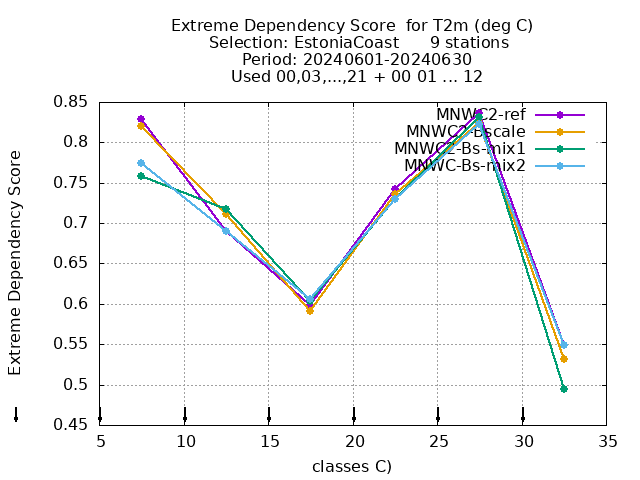 Extreme Dependency Score for T2m (deg C)
Selection: EstoniaCoast 9 stations
Period: 20240601-20240630
Used 00,03,...,21 + 00 01 ... 12
MNWC2-ref
MNWC2-Bscale
MNWC2-Bs-mix1
MNWC-Bs-mix2
Extreme Dependency Score
0.85
0.8
0.75
0.7
0.65
0.6
0.55
0.5
0.45
5 10 15 20 25 30 35
classes C)